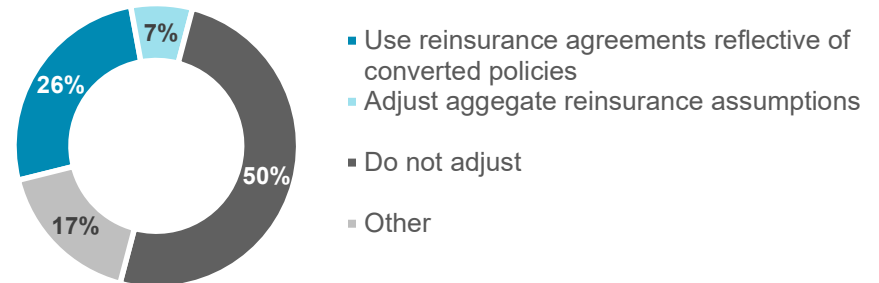 7%
26%
50%
17%
Use reinsurance agreements reflective of
converted policies
Adjust aggegate reinsurance assumptions
Do not adjust
Other